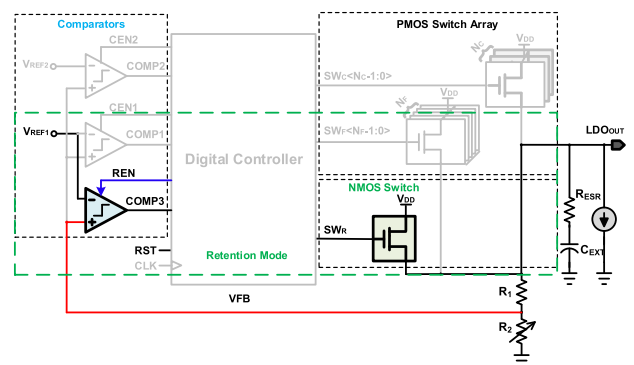 Comparators
PMOS Switch Array
CEN2
VREF2
COMP2
NC
VDD
SWC<NC-1:0>
CEN1
NF
VDD
VREF1
COMP1
SWF<NF-1:0>
LDOOUT
Digital Controller
REN
NMOS Switch
VDD
RESR
COMP3
SWR
RST
Retention Mode
CEXT
CLK
VFB
R1
R2